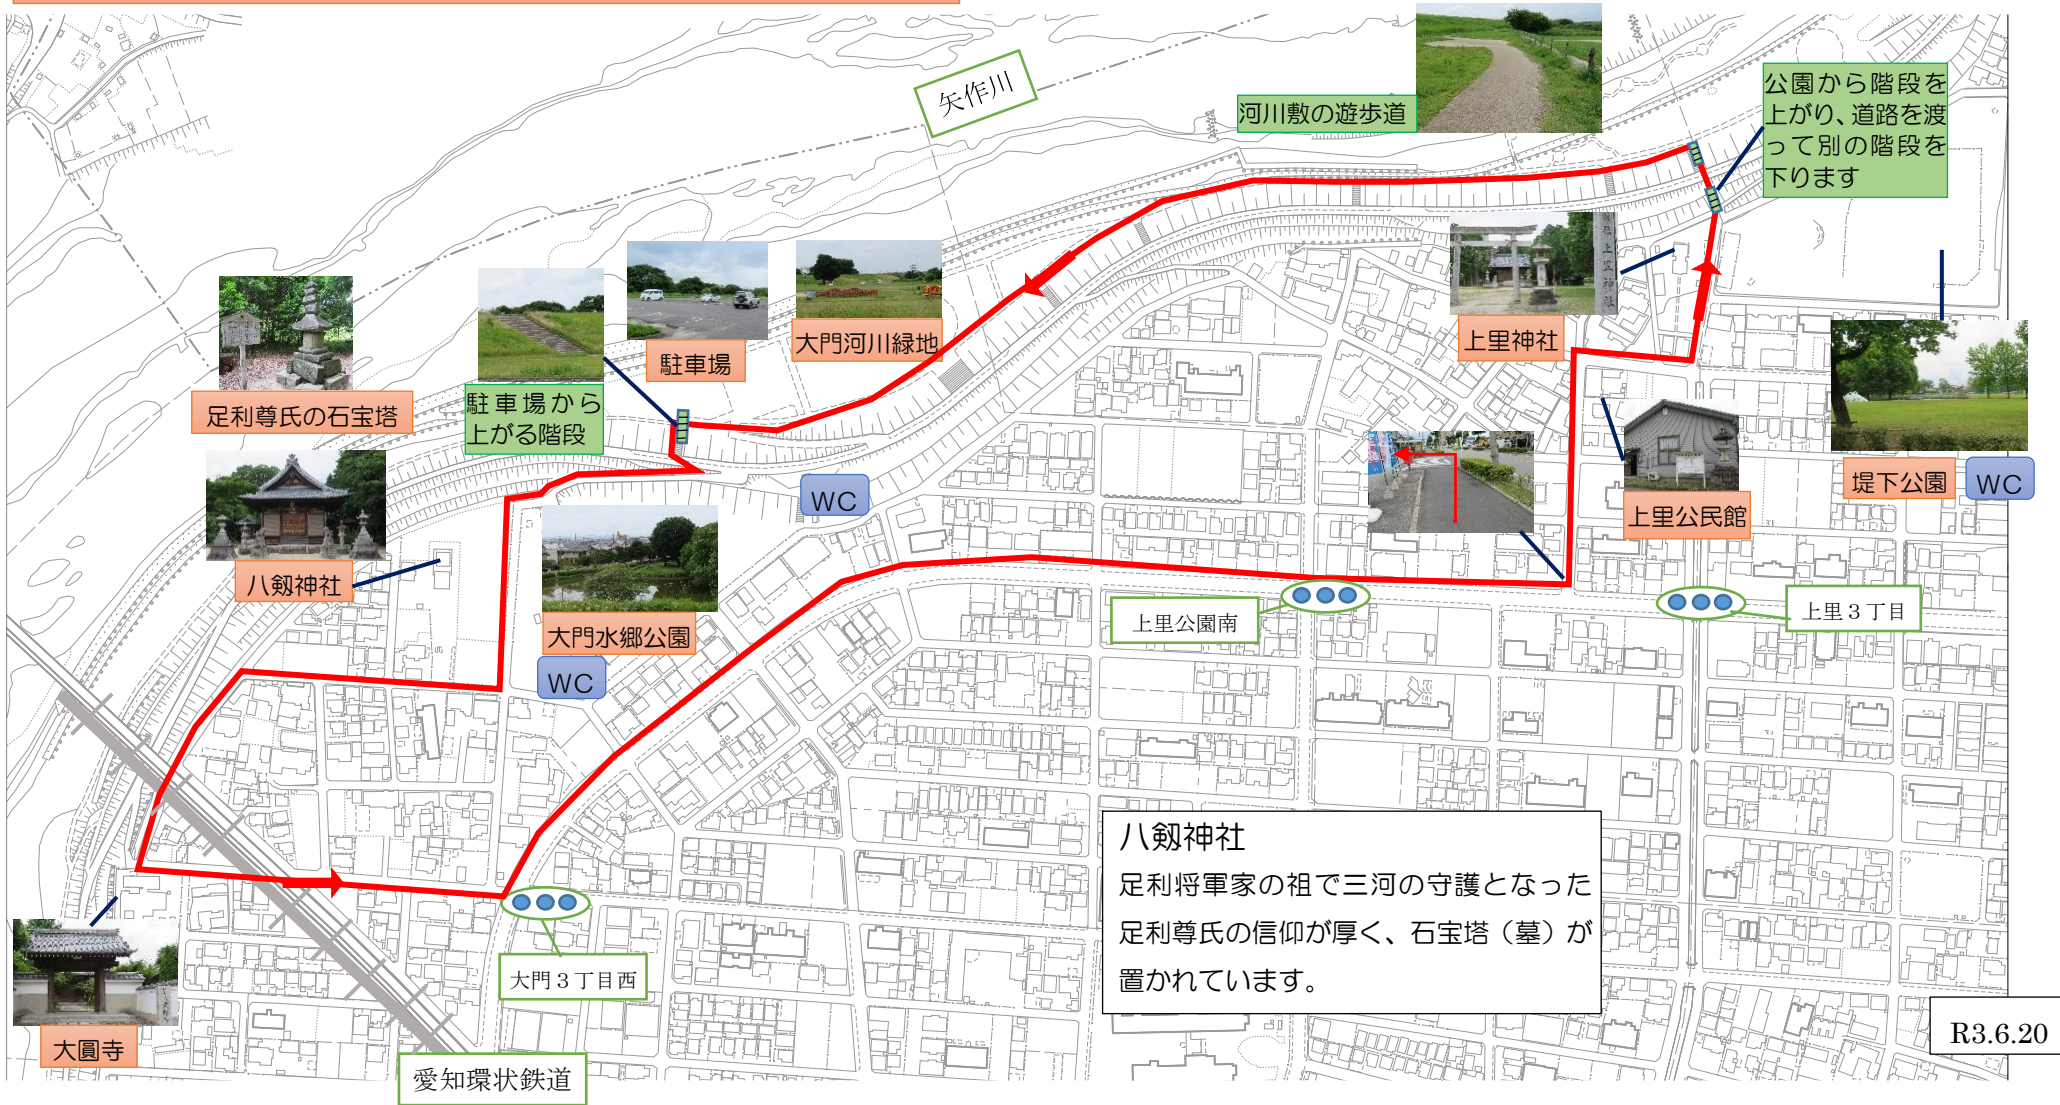 矢作川
河川敷の遊歩道
公園から階段を
上がり、道路を渡
って別の階段を
下ります
足利尊氏の石宝塔
駐車場から
上がる階段
駐車場
大門河川緑地
上里神社
上里神社
堤下公園
WC
上里公民館
WC
八剱神社
大門水郷公園
WC
上里公園南
上里３丁目
八剱神社
足利将軍家の祖で三河の守護となった
足利尊氏の信仰が厚く、石宝塔（墓）が
置かれています。
大門３丁目西
大圓寺
愛知環状鉄道
R3.6.20